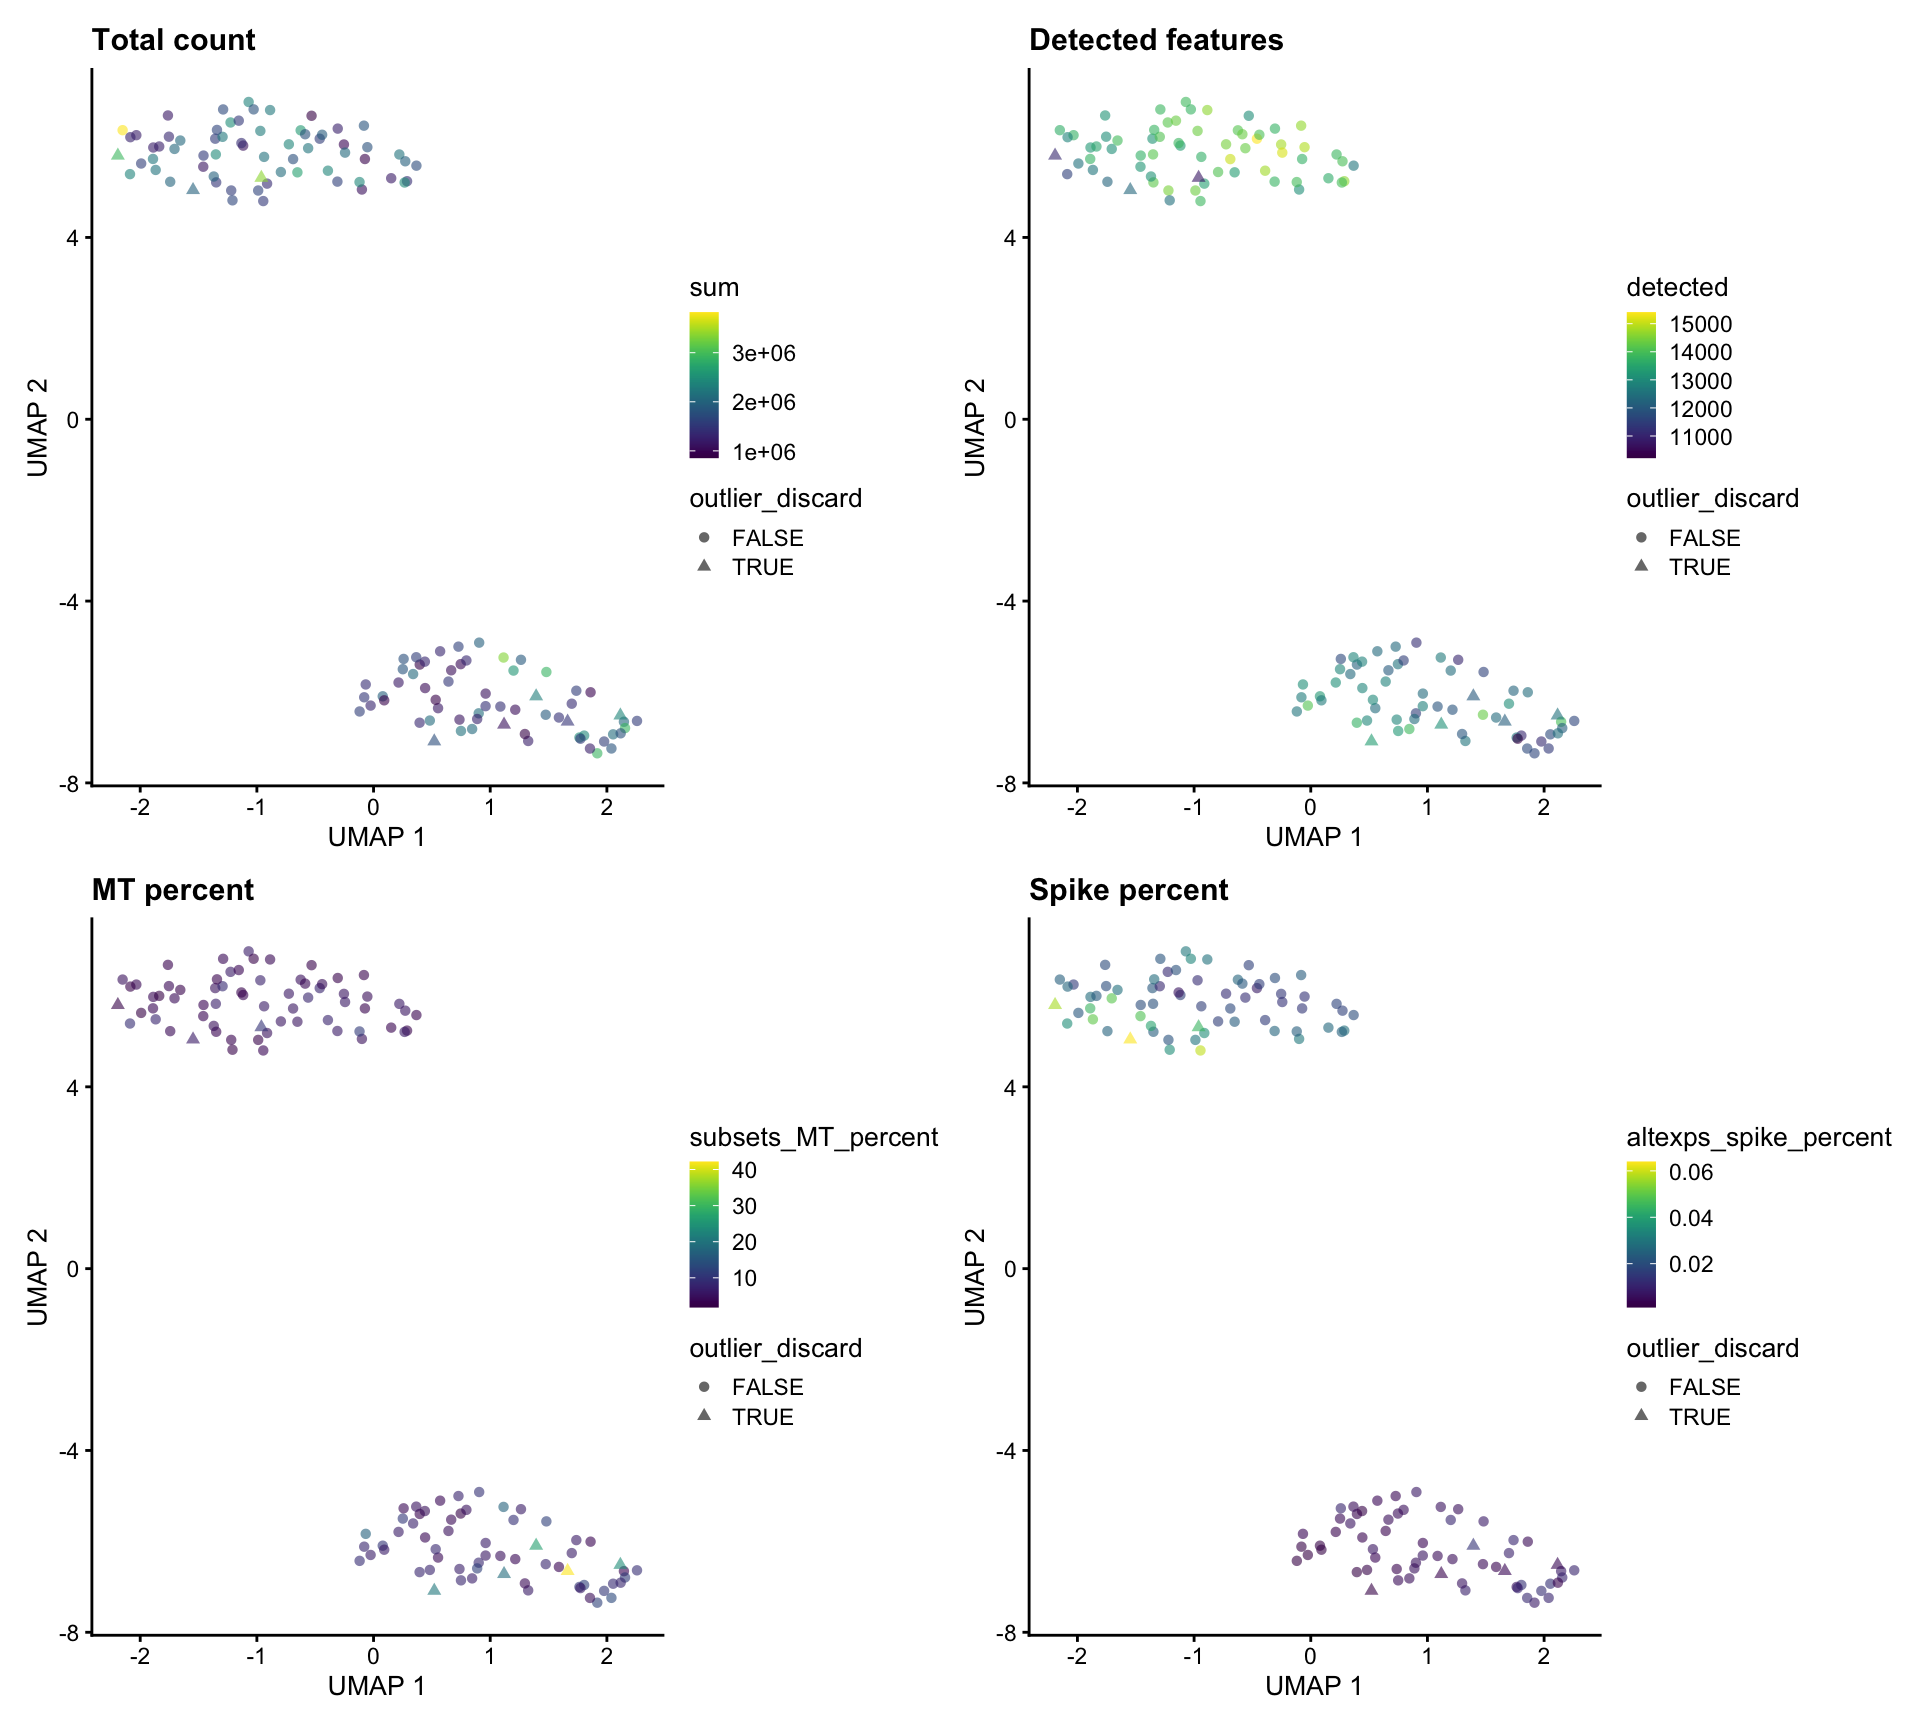 Total count
UMAP 2
4
0
-4
-8
-2 -1 0 1 2
UMAP 1
sum
3e+06
2e+06
1e+06
outlier_discard
FALSE
TRUE
Detected features
UMAP 2
4
0
-4
-8
-2 -1 0 1 2
UMAP 1
detected
15000
14000
13000
12000
11000
outlier_discard
FALSE
TRUE
MT percent
UMAP 2
4
0
-4
-8
-2 -1 0 1 2
UMAP 1
subsets_MT_percent
40
30
20
10
outlier_discard
FALSE
TRUE
Spike percent
UMAP 2
4
0
-4
-8
-2 -1 0 1 2
UMAP 1
altexps_spike_percent
0.06
0.04
0.02
outlier_discard
FALSE
TRUE